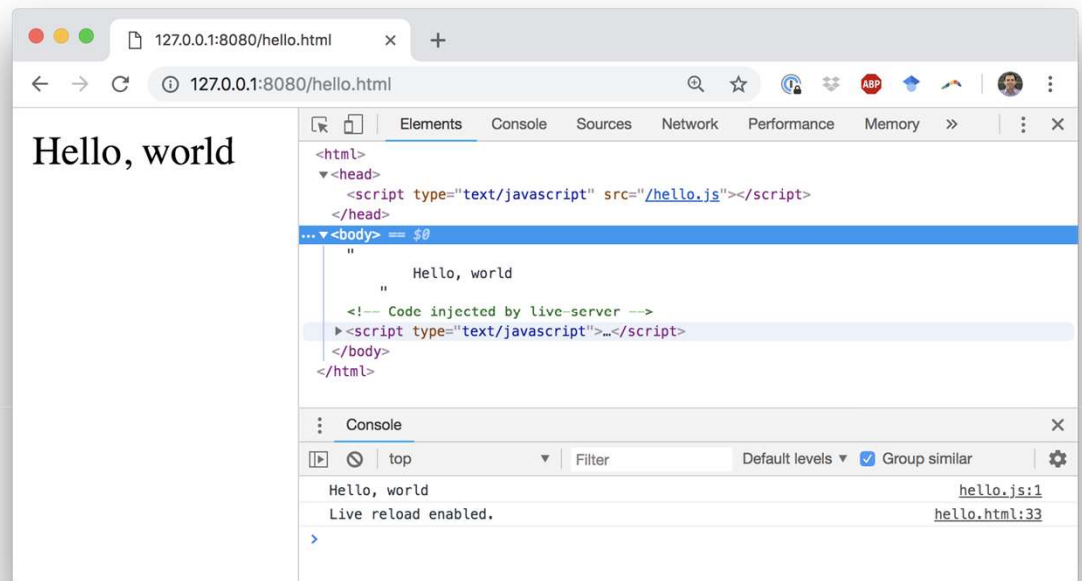 127.0.0.1:8080/hello.html
127.0.0.1:8080/hello.html
ABP
Hello, world
Elements Console Sources Network Performance Memory »
<html>
▼<head>
<script type="text/javascript" src="/hello.js"></script>
</head>
… ▼<body> == $0
"
Hello, world
"
<!-- Code injected by live-server -->
▶<script type="text/javascript">…</script>
</body>
</html>
Console
top ▼ Filter Default levels ▼ Group similar
Hello, world hello.js:1
Live reload enabled. hello.html:33
>